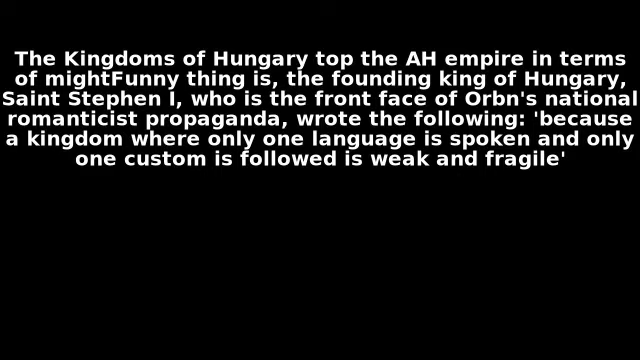 The Kingdoms of Hungary top the AH empire in terms
of mightFunny thing is, the founding king of Hungary,
Saint Stephen I, who is the front face of Orbn's national
romanticist propaganda, wrote the following: 'because
a kingdom where only one language is spoken and only
one custom is followed is weak and fragile'